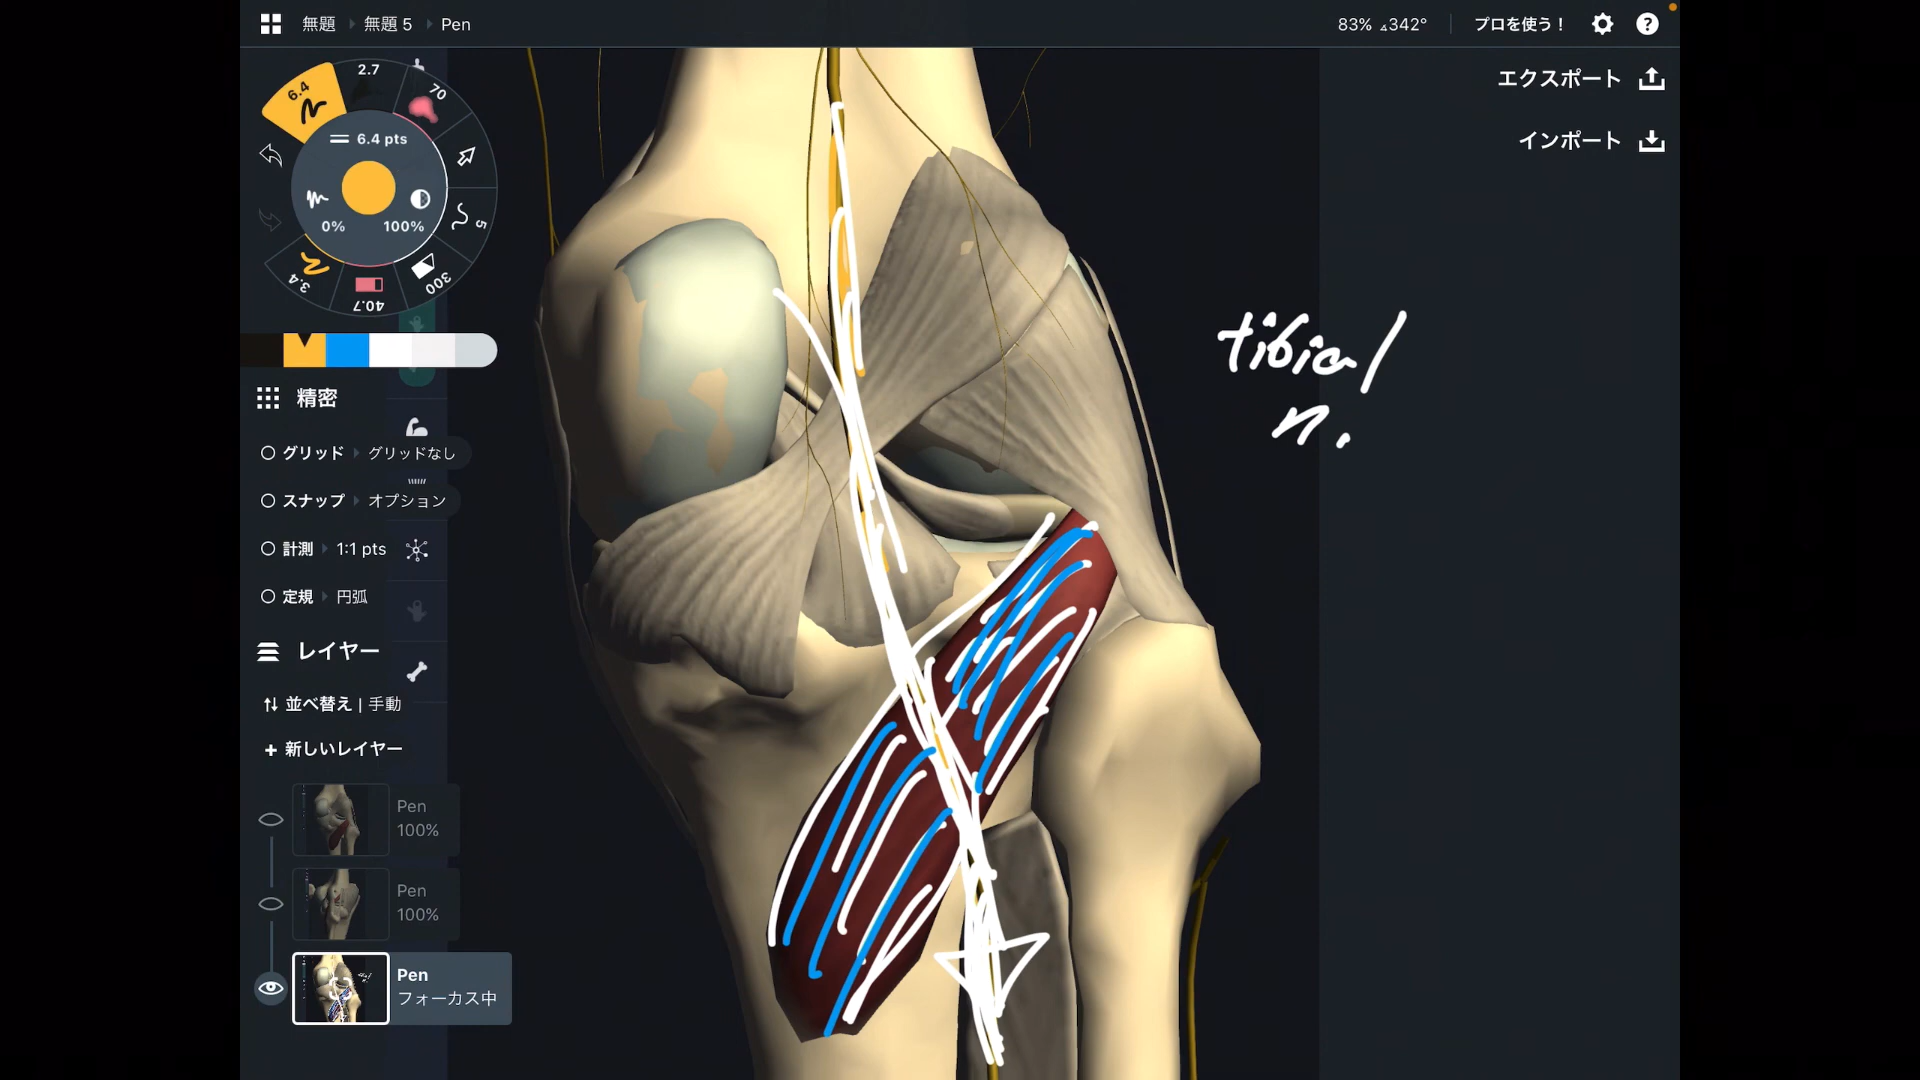 無題 無題 5 Pen
83% ⊿342° プロを使う！
エクスポート
インポート
2.7
6.4
70
6.4 pts
0% 100%
5
3.4
40.7
300
精密
グリッド グリッドなし
スナップ オプション
計測 1:1 pts
定規 円弧
レイヤー
並べ替え | 手動
+ 新しいレイヤー
Pen
100%
Pen
100%
Pen
フォーカス中
tibial
n.